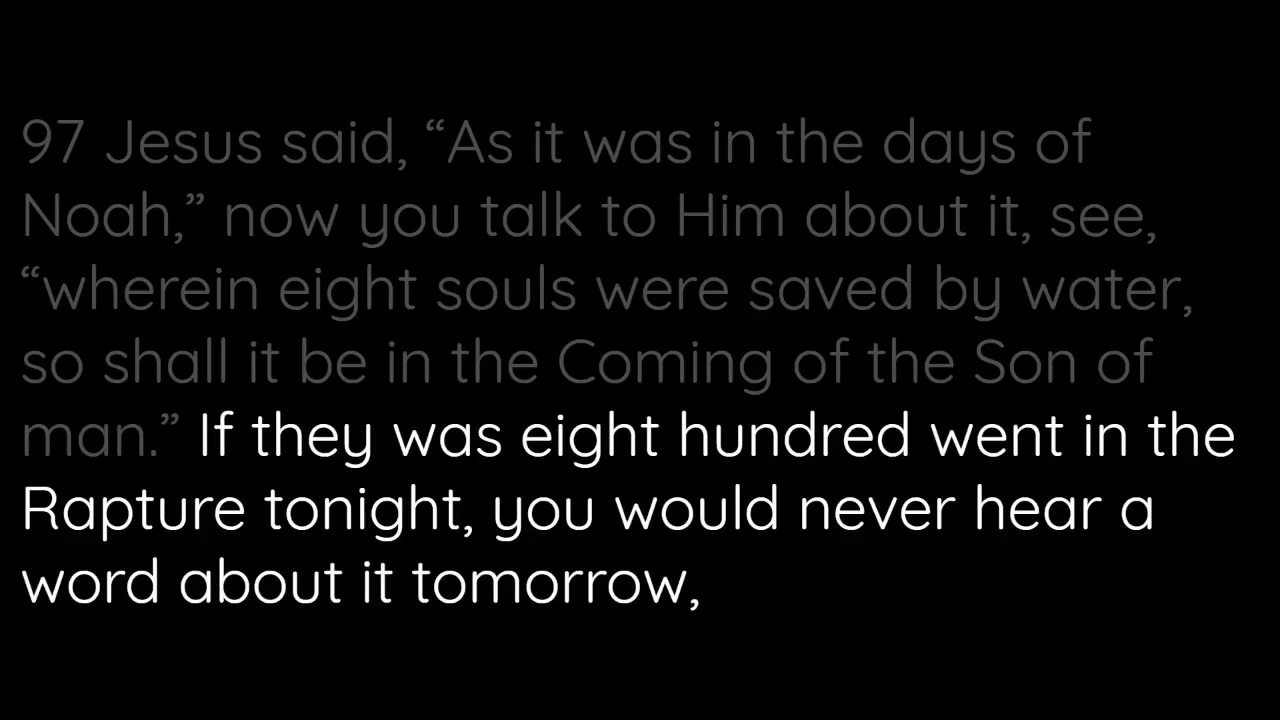 97 Jesus said, “As it was in the days of
Noah,” now you talk to Him about it, see,
“wherein eight souls were saved by water,
so shall it be in the Coming of the Son of
man.” If they was eight hundred went in the
Rapture tonight, you would never hear a
word about it tomorrow,